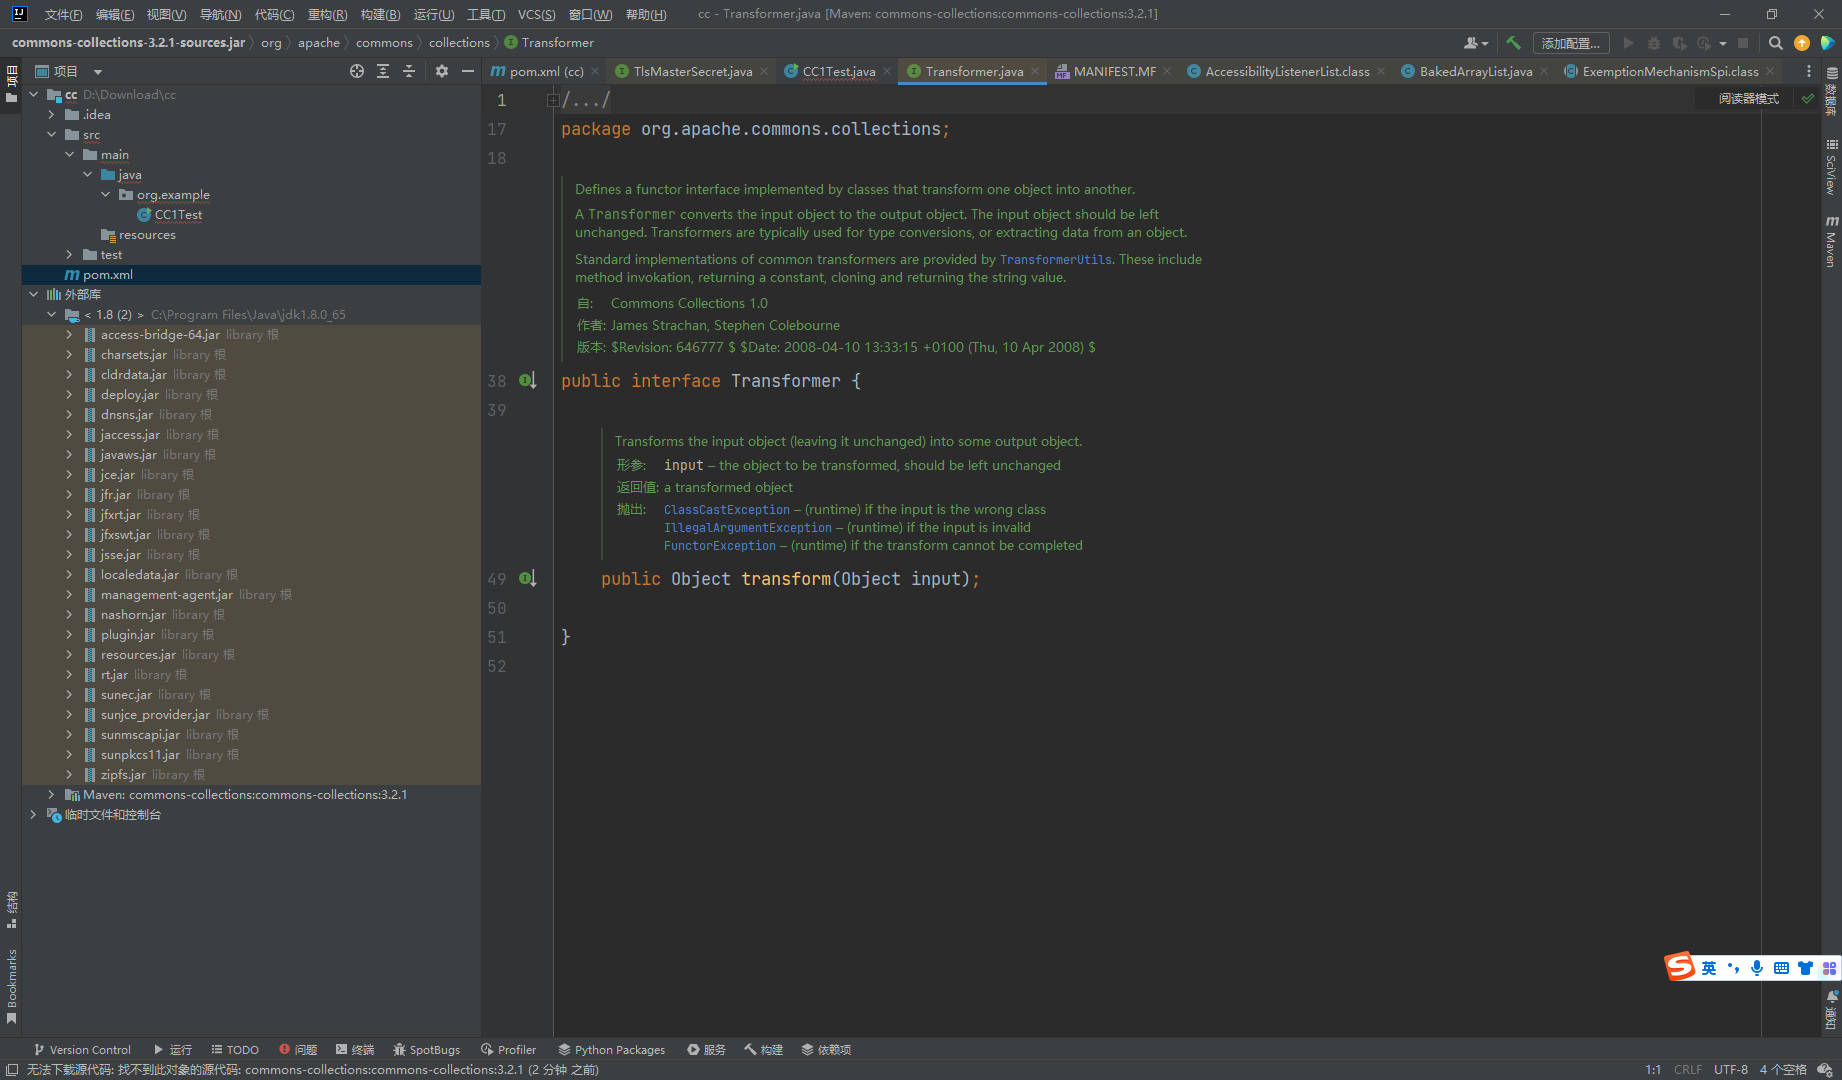 文件(F) 编辑(E) 视图(V) 导航(N) 代码(C) 重构(R) 构建(B) 运行(U) 工具(T) VCS(S) 窗口(W) 帮助(H) cc - Transformer.java [Maven: commons-collections:commons-collections:3.2.1]
commons-collections-3.2.1-sources.jar org apache commons collections Transformer 添加配置...
项目 pom.xml (cc) TlsMasterSecret.java CC1Test.java Transformer.java MANIFEST.MF AccessibilityListenerList.class BakedArrayList.java ExemptionMechanismSpi.class
项目
cc D:\Download\cc
.idea
src
main
java
org.example
CC1Test
resources
test
pom.xml
外部库
< 1.8 (2) > C:\Program Files\Java\jdk1.8.0_65
access-bridge-64.jar library 根
charsets.jar library 根
cldrdata.jar library 根
deploy.jar library 根
dnsns.jar library 根
jaccess.jar library 根
javaws.jar library 根
jce.jar library 根
jfr.jar library 根
jfxrt.jar library 根
jfxswt.jar library 根
jsse.jar library 根
localedata.jar library 根
management-agent.jar library 根
nashorn.jar library 根
plugin.jar library 根
resources.jar library 根
rt.jar library 根
sunec.jar library 根
sunjce_provider.jar library 根
sunmscapi.jar library 根
sunpkcs11.jar library 根
zipfs.jar library 根
Maven: commons-collections:commons-collections:3.2.1
临时文件和控制台
结构
Bookmarks
1 /.../
阅读器模式
17 package org.apache.commons.collections;
18
Defines a functor interface implemented by classes that transform one object into another.
A Transformer converts the input object to the output object. The input object should be left
unchanged. Transformers are typically used for type conversions, or extracting data from an object.
Standard implementations of common transformers are provided by TransformerUtils. These include
method invokation, returning a constant, cloning and returning the string value.
自: Commons Collections 1.0
作者: James Strachan, Stephen Colebourne
版本: $Revision: 646777 $ $Date: 2008-04-10 13:33:15 +0100 (Thu, 10 Apr 2008) $
38 public interface Transformer {
39
Transforms the input object (leaving it unchanged) into some output object.
形参: input – the object to be transformed, should be left unchanged
返回值: a transformed object
抛出: ClassCastException – (runtime) if the input is the wrong class
IllegalArgumentException – (runtime) if the input is invalid
FunctorException – (runtime) if the transform cannot be completed
49 public Object transform(Object input);
50
51 }
52
数据库
SciView
m Maven
通知
S 英
Version Control 运行 TODO 问题 终端 SpotBugs Profiler Python Packages 服务 构建 依赖项
无法下载源代码: 找不到此对象的源代码: commons-collections:commons-collections:3.2.1 (2 分钟 之前) 1:1 CRLF UTF-8 4 个空格